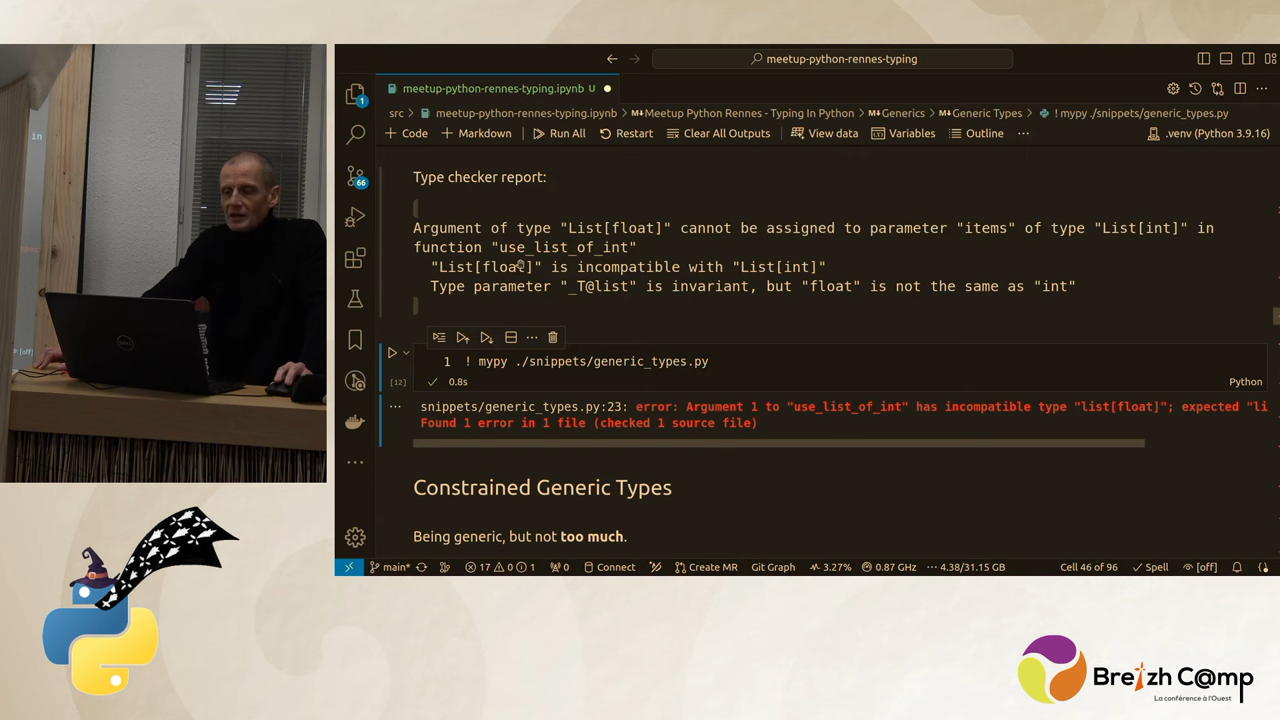 in
[off]
DELL
meetup-python-rennes-typing
meetup-python-rennes-typing.ipynb U
src > meetup-python-rennes-typing.ipynb > Meetup Python Rennes - Typing In Python > Generics > Generic Types > ! mypy ./snippets/generic_types.py
+ Code + Markdown Run All Restart Clear All Outputs View data Variables Outline ... .venv (Python 3.9.16)
1
66
Type checker report:
Argument of type "List[float]" cannot be assigned to parameter "items" of type "List[int]" in
function "use_list_of_int"
"List[float]" is incompatible with "List[int]"
Type parameter "_T@list" is invariant, but "float" is not the same as "int"
1 ! mypy ./snippets/generic_types.py
[12] 0.8s Python
snippets/generic_types.py:23: error: Argument 1 to "use_list_of_int" has incompatible type "list[float]"; expected "li
Found 1 error in 1 file (checked 1 source file)
Constrained Generic Types
Being generic, but not too much.
main* 17 0 1 0 Connect Create MR Git Graph 3.27% 0.87 GHz 4.38/31.15 GB Cell 46 of 96 Spell [off]
Breizh C@mp
La conférence à l'Ouest